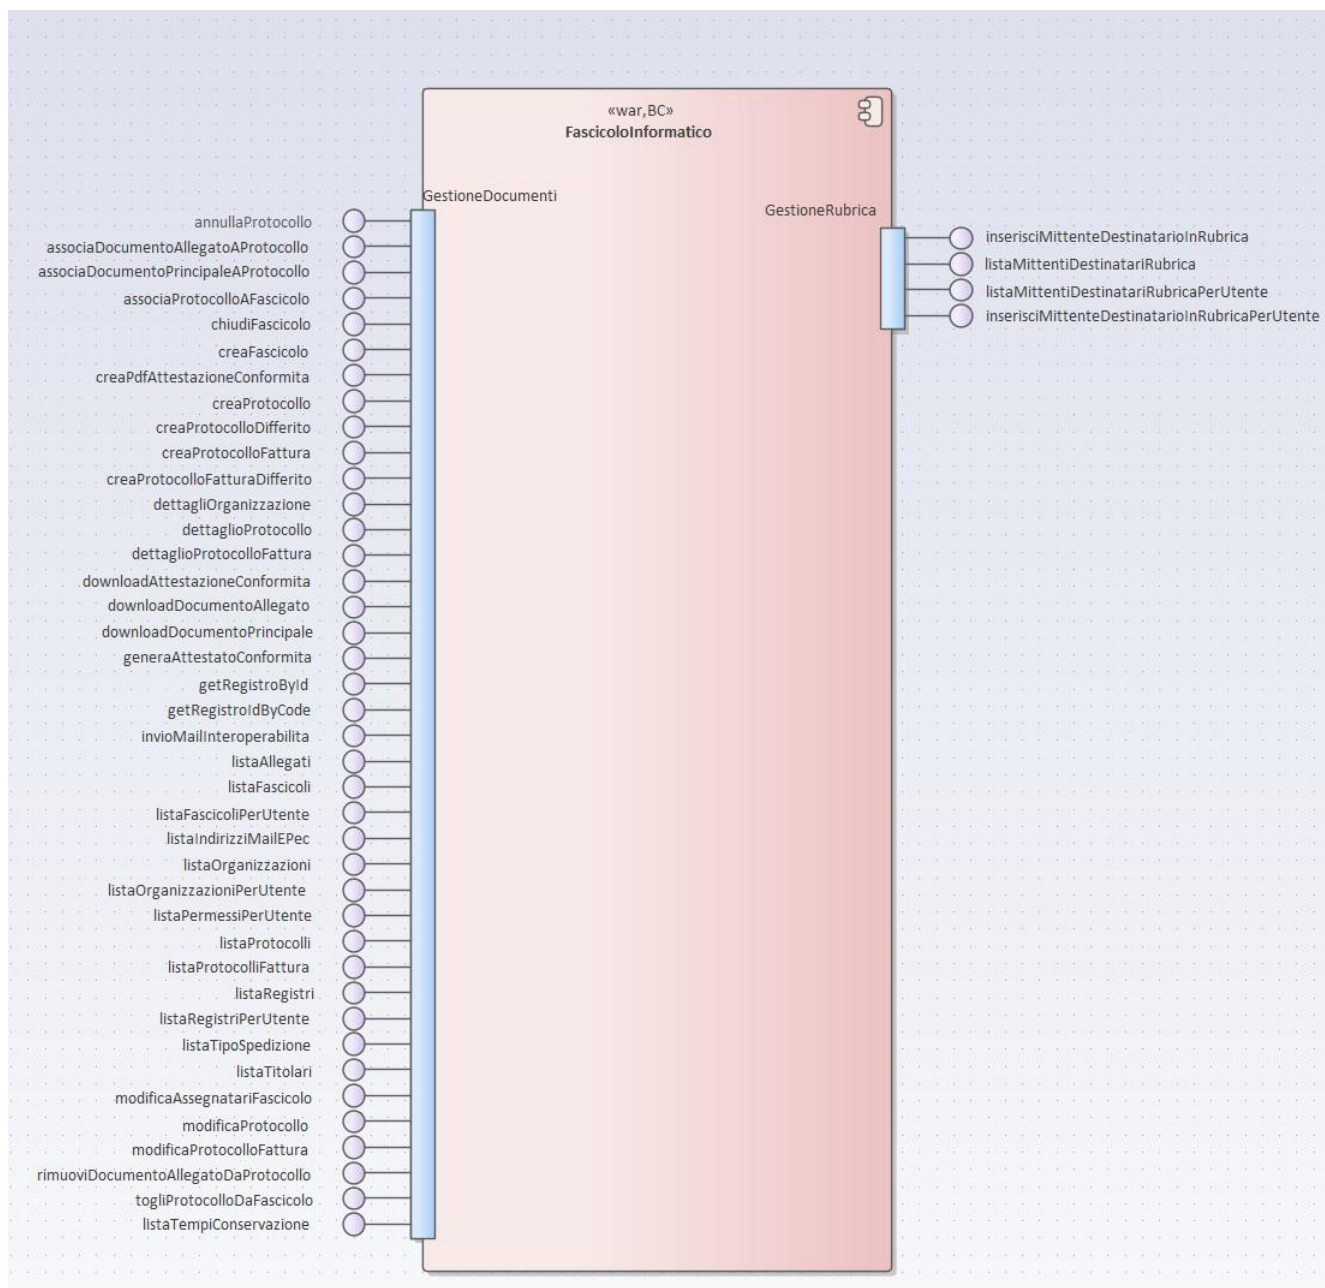 «war,BC»
FascicoloInformatico
GestioneDocumenti
annullaProtocollo
associaDocumentoAllegatoAProtocollo
associaDocumentoPrincipaleAProtocollo
associaProtocolloAFascicolo
chiudiFascicolo
creaFascicolo
creaPdfAttestazioneConformita
creaProtocollo
creaProtocolloDifferito
creaProtocolloFattura
creaProtocolloFatturaDifferito
dettagliOrganizzazione
dettaglioProtocollo
dettaglioProtocolloFattura
downloadAttestazioneConformita
downloadDocumentoAllegato
downloadDocumentoPrincipale
generaAttestatoConformita
getRegistroById
getRegistroIdByCode
invioMailInteroperabilita
listaAllegati
listaFascicoli
listaFascicoliPerUtente
listaIndirizziMailEPec
listaOrganizzazioni
listaOrganizzazioniPerUtente
listaPermessiPerUtente
listaProtocolli
listaProtocolliFattura
listaRegistri
listaRegistriPerUtente
listaTipoSpedizione
listaTitolari
modificaAssegnatariFascicolo
modificaProtocollo
modificaProtocolloFattura
rimuoviDocumentoAllegatoDaProtocollo
togliProtocolloDaFascicolo
listaTempiConservazione
GestioneRubrica
inserisciMittenteDestinatarioInRubrica
listaMittentiDestinatariRubrica
listaMittentiDestinatariRubricaPerUtente
inserisciMittenteDestinatarioInRubricaPerUtente